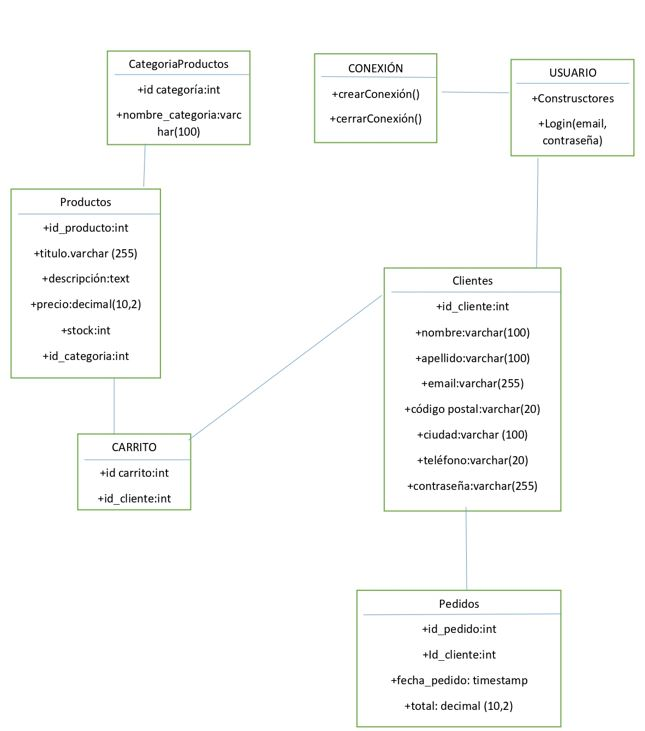 CategoriaProductos
+id categoría:int
+nombre_categoria:varc
har(100)
CONEXIÓN
+crearConexión()
+cerrarConexión()
USUARIO
+Construsctores
+Login(email,
contraseña)
Productos
+id_producto:int
+titulo.varchar (255)
+descripción:text
+precio:decimal(10,2)
+stock:int
+id_categoria:int
Clientes
+id_cliente:int
+nombre:varchar(100)
+apellido:varchar(100)
+email:varchar(255)
+código postal:varchar(20)
+ciudad:varchar (100)
+teléfono:varchar(20)
+contraseña:varchar(255)
CARRITO
+id carrito:int
+id_cliente:int
Pedidos
+id_pedido:int
+Id_cliente:int
+fecha_pedido: timestamp
+total: decimal (10,2)